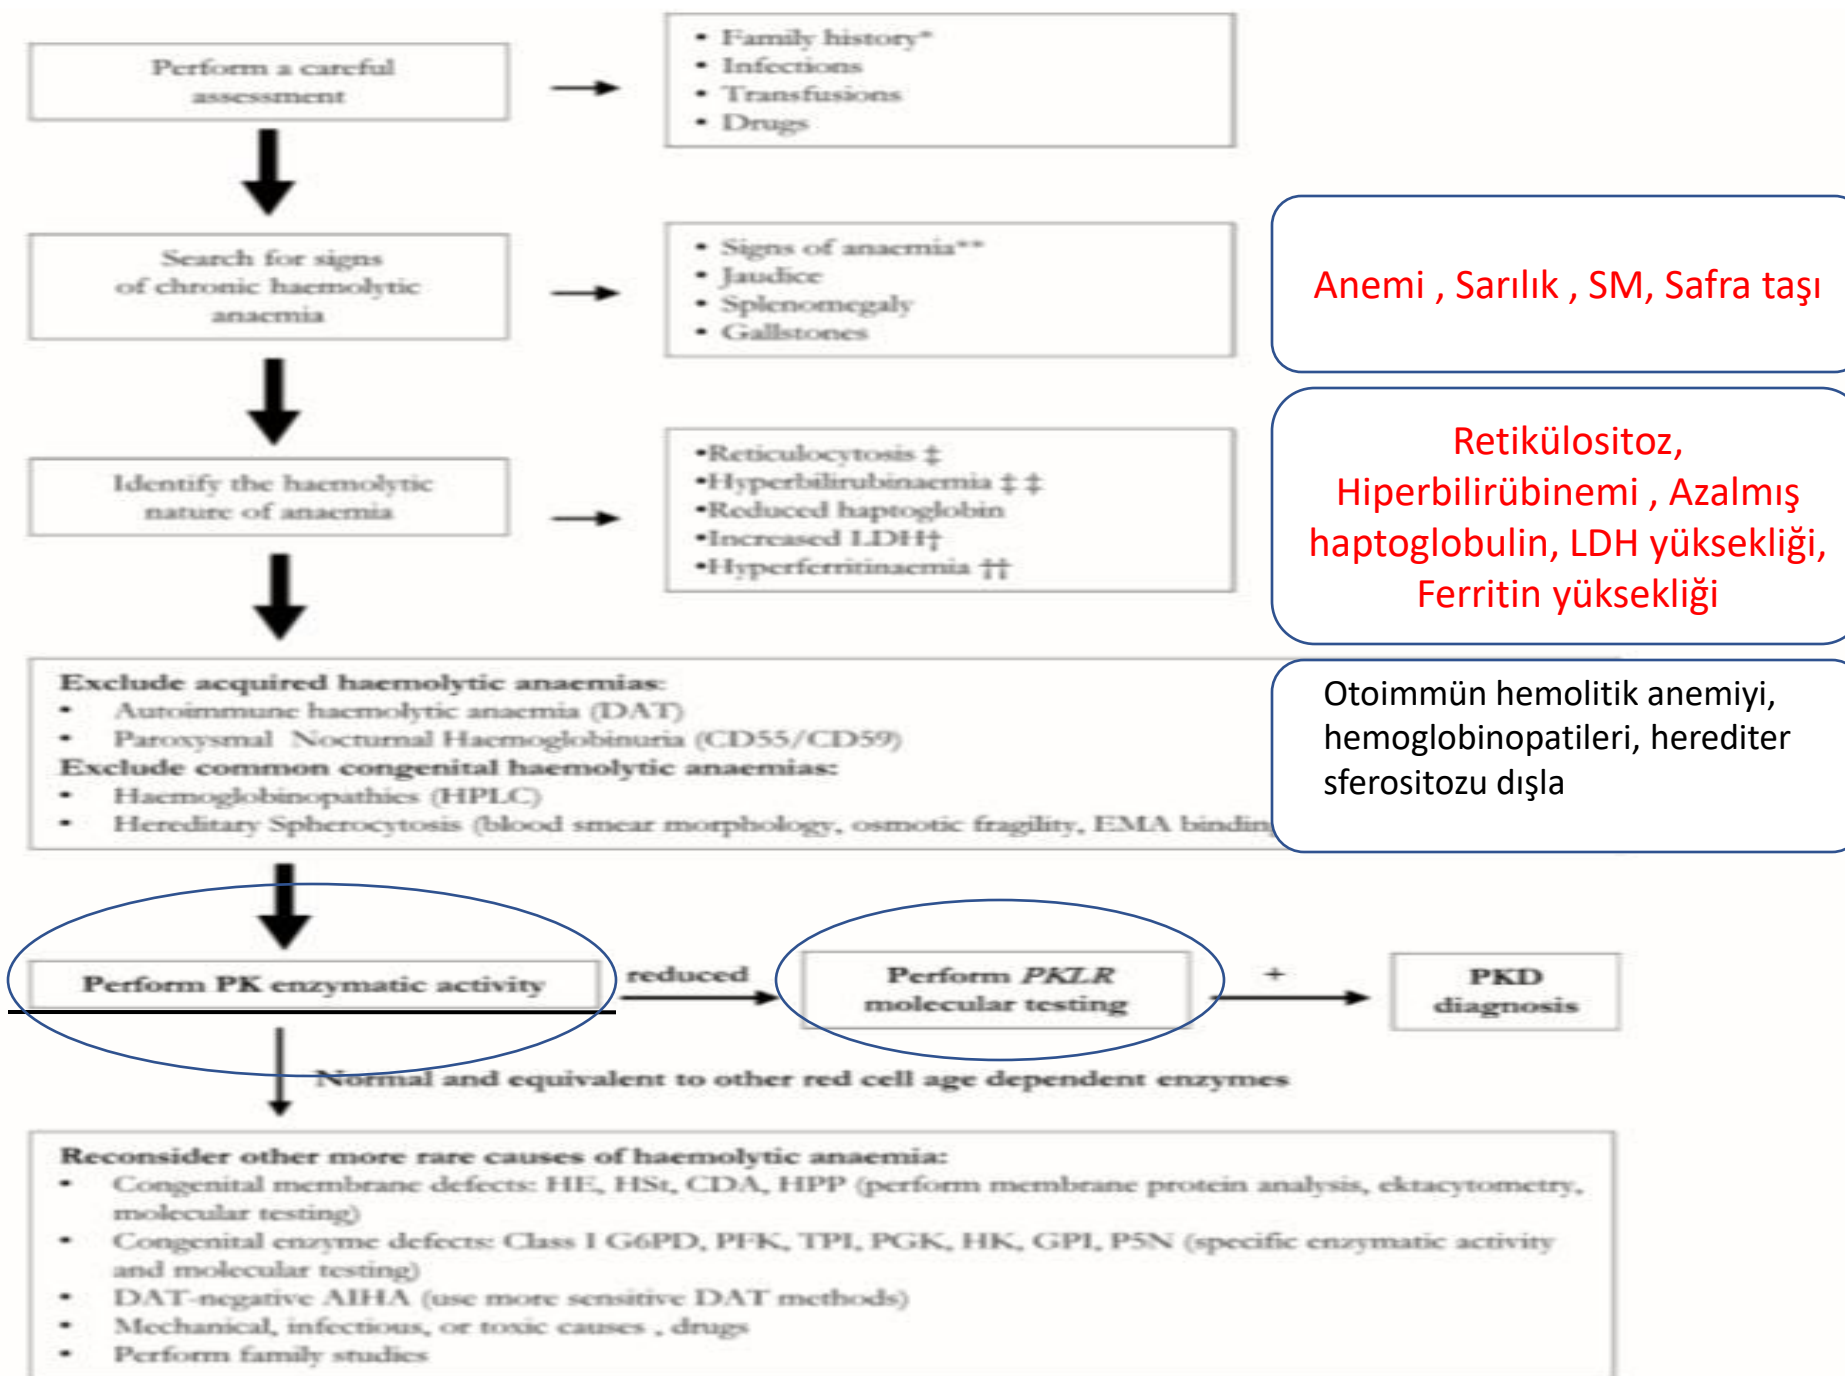 Perform a careful
assessment
• Family history*
• Infections
• Transfusions
• Drugs
Search for signs
of chronic haemolytic
anaemia
• Signs of anaemia**
• Jaudice
• Splenomegaly
• Gallstones
Anemi , Sarılık , SM, Safra taşı
Identify the haemolytic
nature of anaemia
•Reticulocytosis ‡
•Hyperbilirubinaemia ‡ ‡
•Reduced haptoglobin
•Increased LDH†
•Hyperferritinaemia ††
Retikülositoz,
Hiperbilirübinemi , Azalmış
haptoglobulin, LDH yüksekliği,
Ferritin yüksekliği
Exclude acquired haemolytic anaemias:
• Autoimmune haemolytic anaemia (DAT)
• Paroxysmal Nocturnal Haemoglobinuria (CD55/CD59)
Exclude common congenital haemolytic anaemias:
• Haemoglobinopathies (HPLC)
• Hereditary Spherocytosis (blood smear morphology, osmotic fragility, EMA binding
Otoimmün hemolitik anemiyi,
hemoglobinopatileri, herediter
sferositozu dışla
Perform PK enzymatic activity
reduced
Perform PKLR
molecular testing
+
PKD
diagnosis
Normal and equivalent to other red cell age dependent enzymes
Reconsider other more rare causes of haemolytic anaemia:
• Congenital membrane defects: HE, HSt, CDA, HPP (perform membrane protein analysis, ektacytometry,
molecular testing)
• Congenital enzyme defects: Class I G6PD, PFK, TPI, PGK, HK, GPI, P5N (specific enzymatic activity
and molecular testing)
• DAT-negative AIHA (use more sensitive DAT methods)
• Mechanical, infectious, or toxic causes , drugs
• Perform family studies